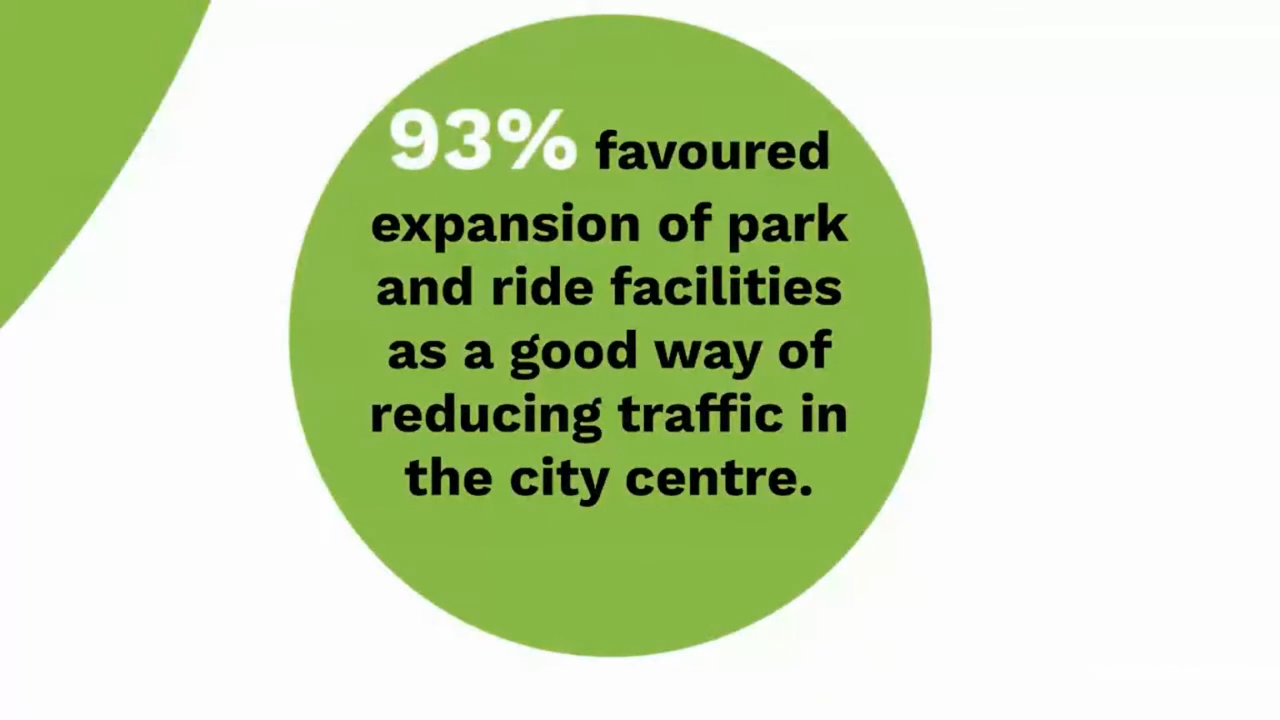 93% favoured
expansion of park
and ride facilities
as a good way of
reducing traffic in
the city centre.